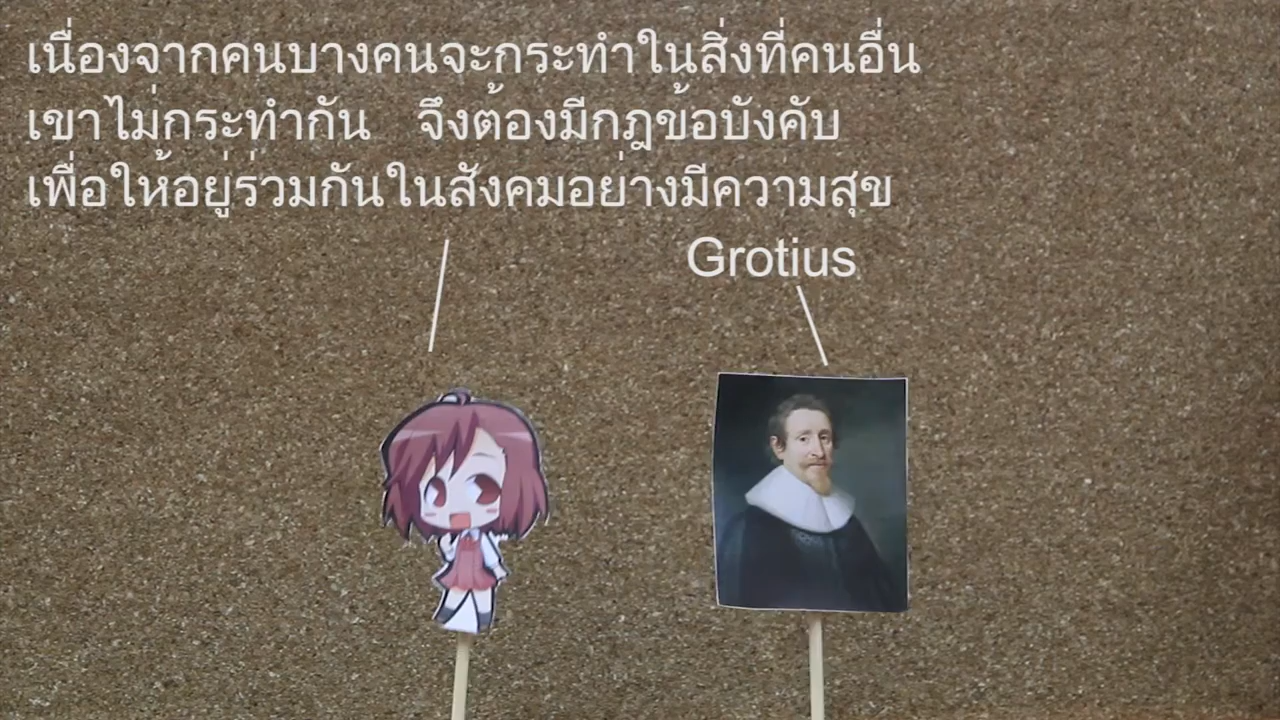 เนื่องจากคนบางคนจะกระทำในสิ่งที่คนอื่น
เขาไม่กระทำกัน จึงต้องมีกฎข้อบังคับ
เพื่อให้อยู่ร่วมกันในสังคมอย่างมีความสุข
Grotius